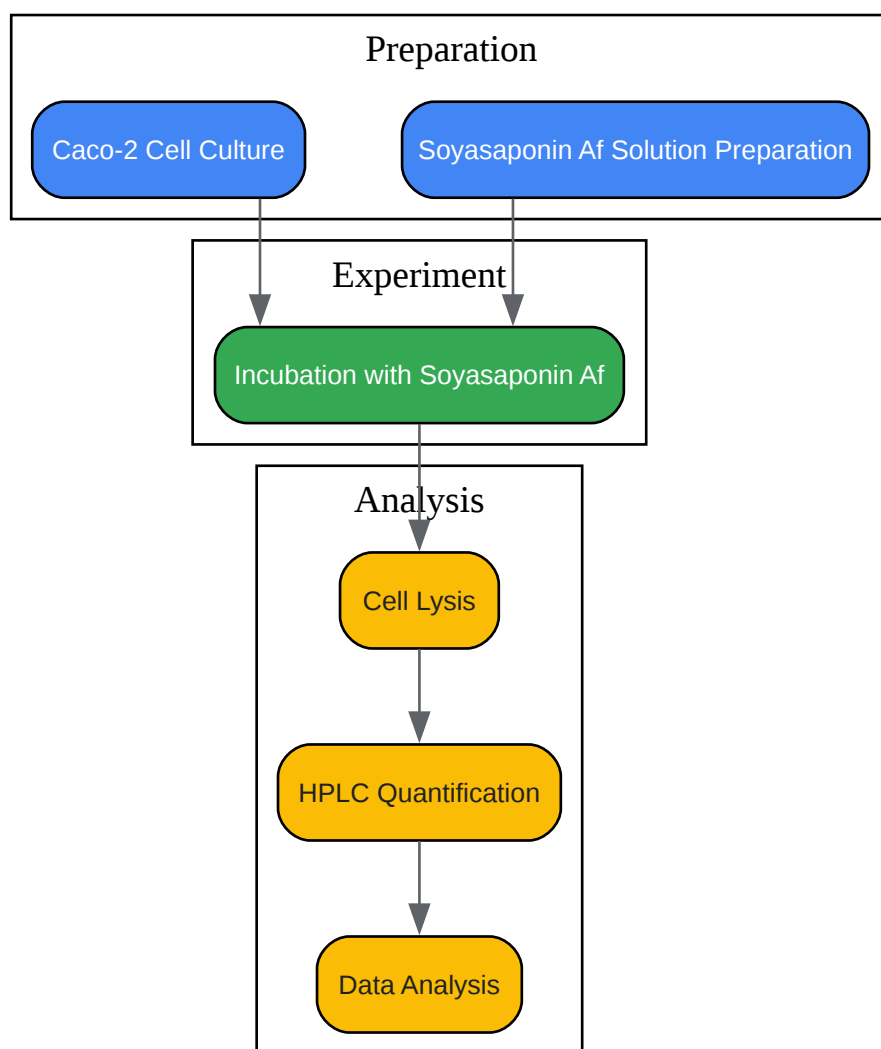 Preparation
Caco-2 Cell Culture
Soyasaponin Af Solution Preparation
Experiment
Incubation with Soyasaponin Af
Analysis
Cell Lysis
HPLC Quantification
Data Analysis